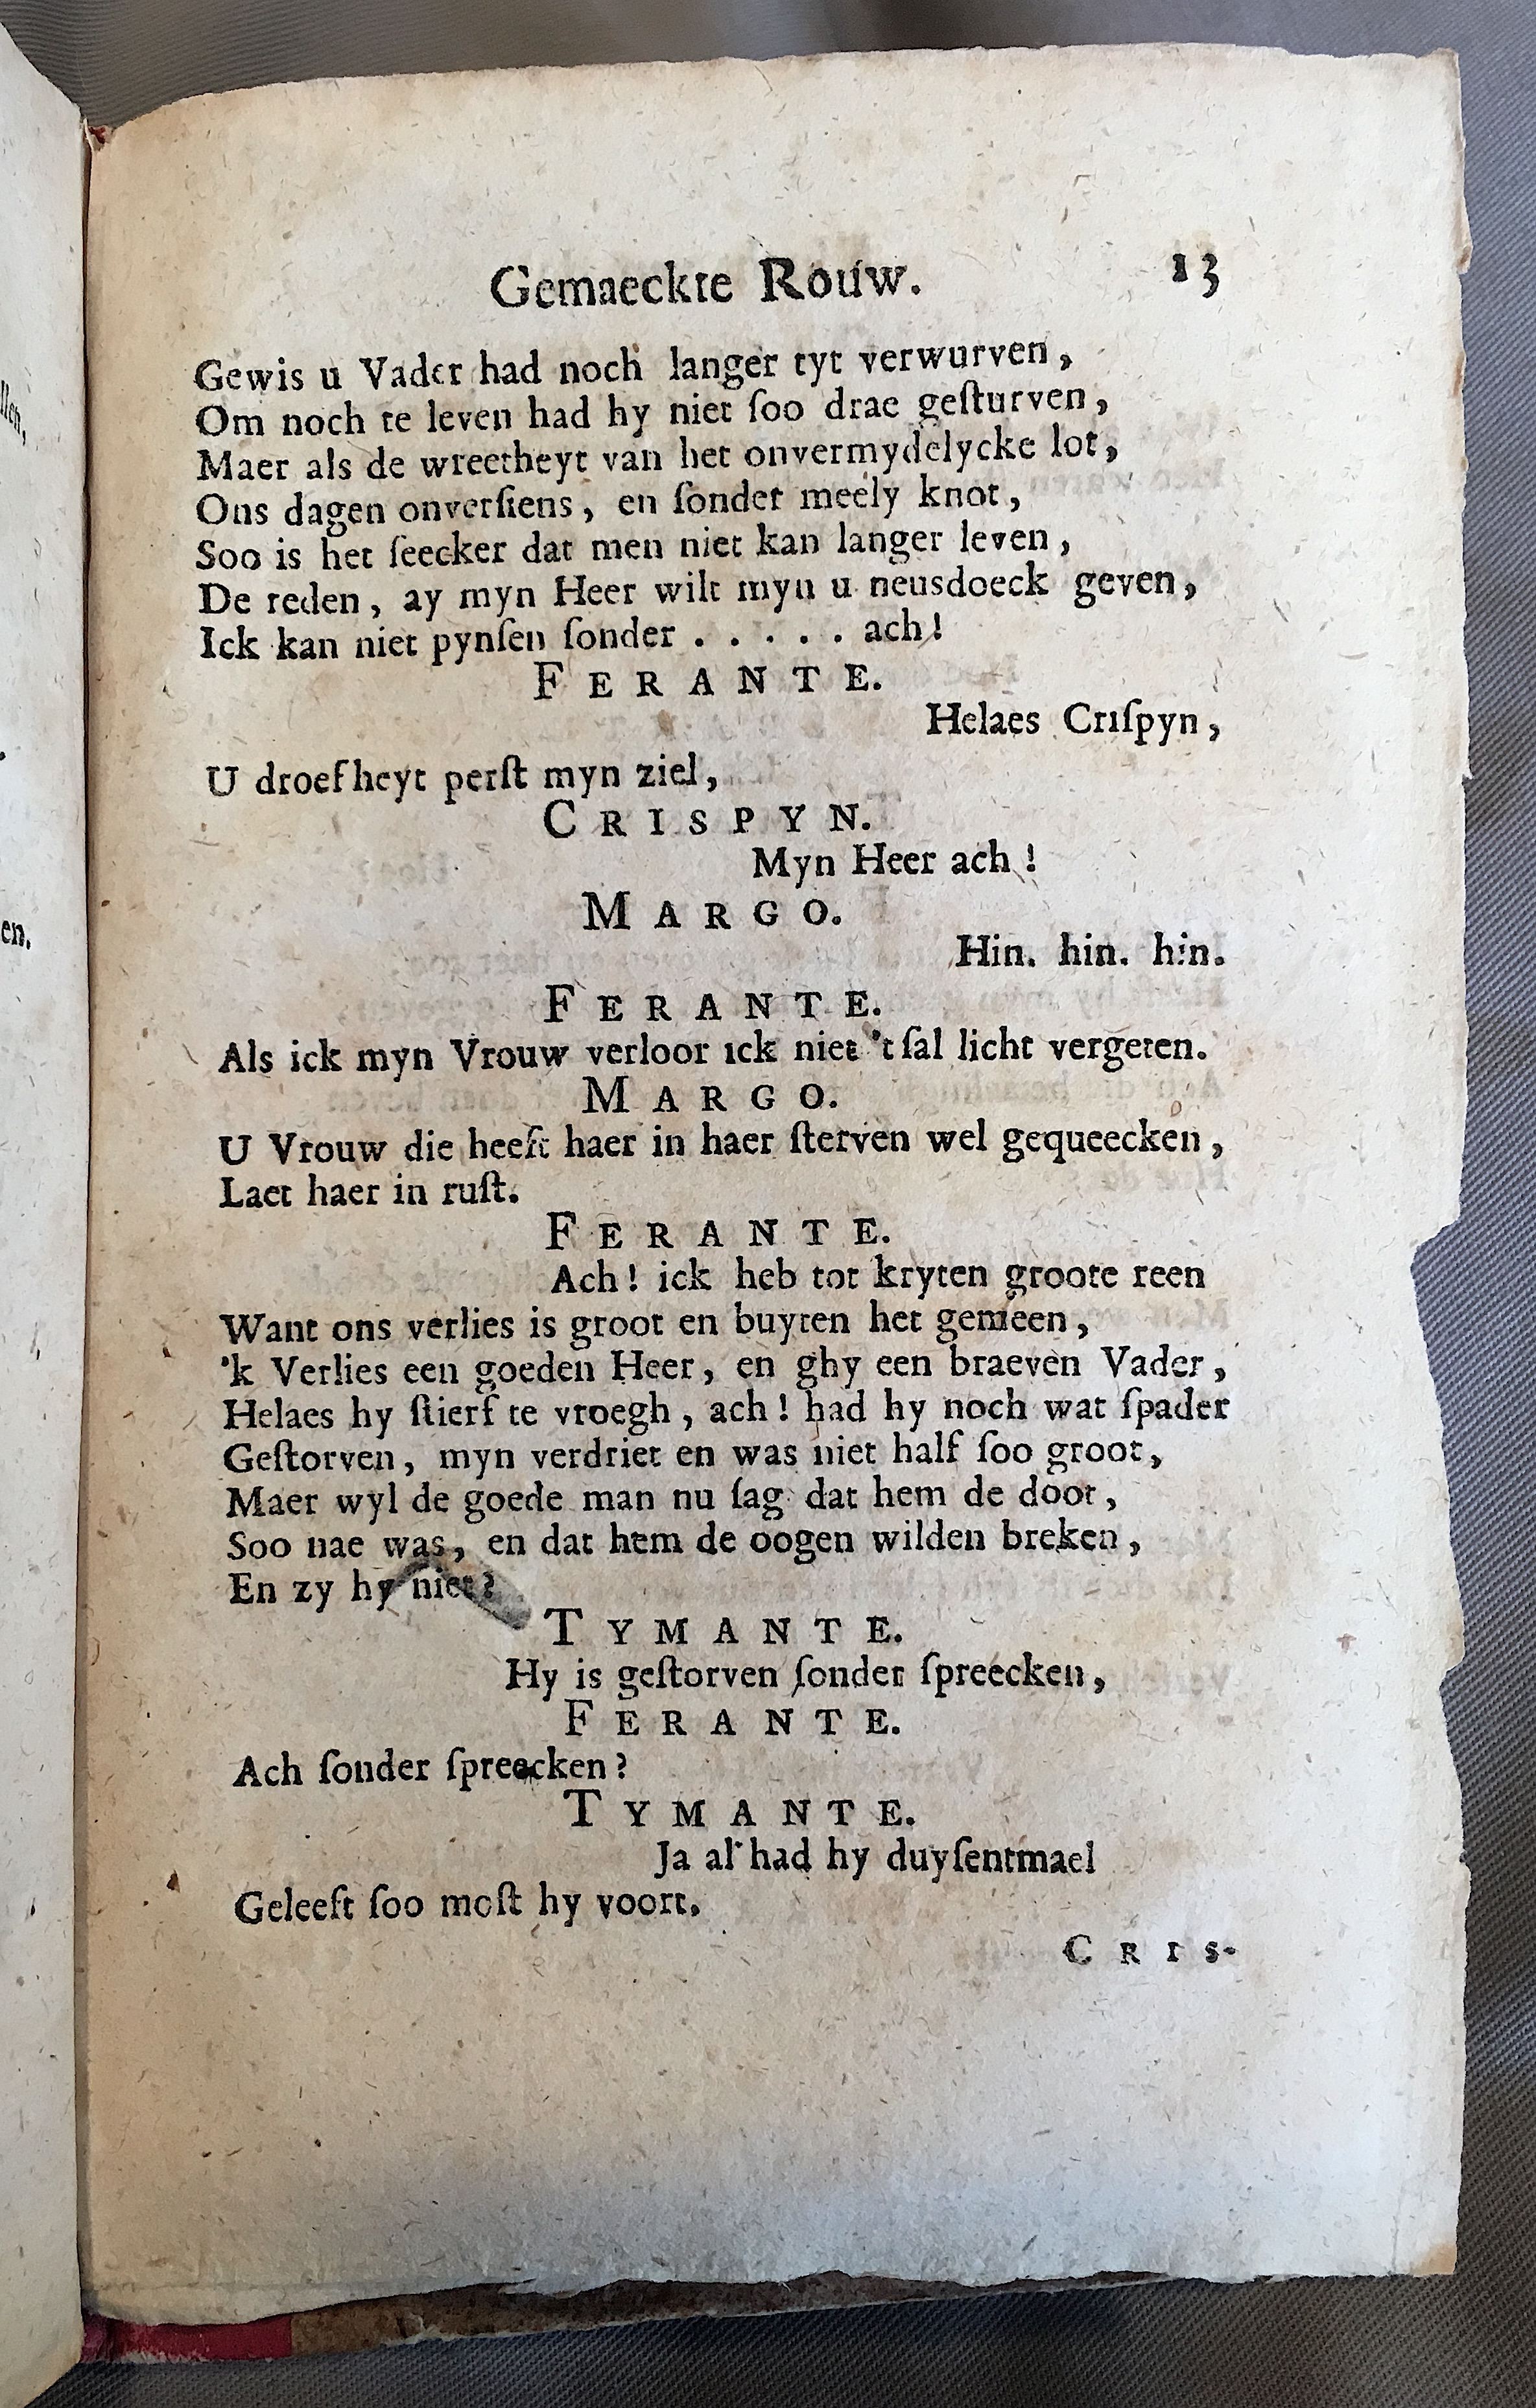 Gemaeckte Rouw. 13
Gewis u Vader had noch langer tyt verwurven,
Om noch te leven had hy niet ſoo drae geſturven,
Maer als de wreetheyt van het onvermydelycke lot,
Ons dagen onverſiens, en ſonder meely knot,
Soo is het ſeecker dat men niet kan langer leven,
De reden, ay myn Heer wilt myn u neusdoeck geven,
Ick kan niet pynſen ſonder . . . . . ach!
FERANTE.
Helaes Criſpyn,
U droefheyt perſt myn ziel,
CRISPYN.
Myn Heer ach!
MARGO.
Hin. hin. hin.
FERANTE.
Als ick myn Vrouw verloor ick niet 't ſal licht vergeten.
MARGO.
U Vrouw die heeft haer in haer ſterven wel gequeecken,
Laet haer in ruſt.
FERANTE.
Ach! ick heb tot kryten groote reen
Want ons verlies is groot en buyten het gemeen,
'k Verlies een goeden Heer, en ghy een braeven Vader,
Helaes hy ſtierf te vroegh, ach! had hy noch wat ſpader
Geſtorven, myn verdriet en was niet half ſoo groot,
Maer wyl de goede man nu ſag dat hem de doot,
Soo nae was, en dat hem de oogen wilden breken,
En zy hy niet?
TYMANTE.
Hy is geſtorven ſonder ſpreecken,
FERANTE.
Ach ſonder ſpreecken?
TYMANTE.
Ja al had hy duyſentmael
Geleeft ſoo moſt hy voort.
CRIS-
llen,
en.